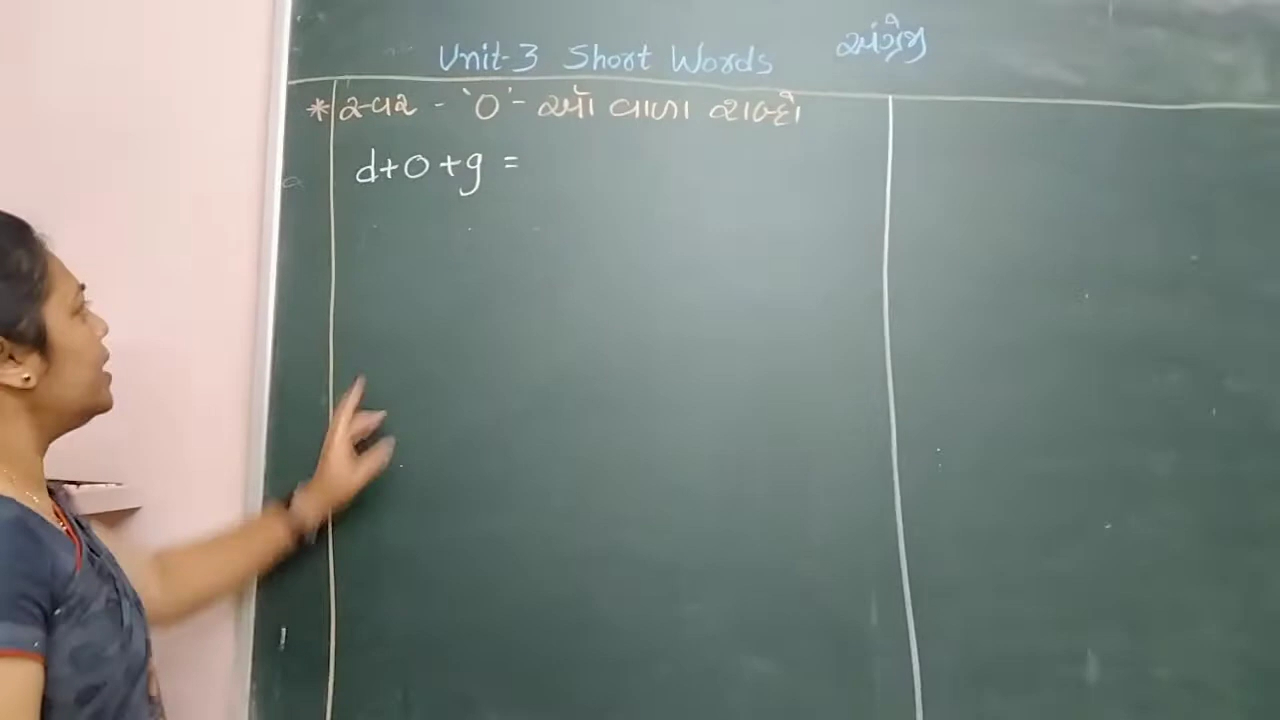 Unit-3 Short Words અંગ્રેજી
* સ્વર - 'O' - ઑ વાળા શબ્દો
d+o+g =